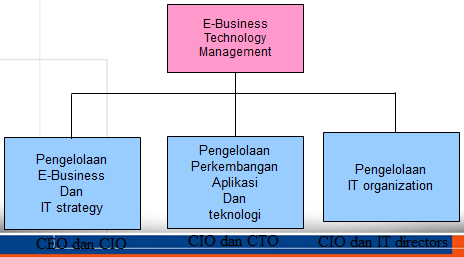 E-Business
Technology
Management
Pengelolaan
E-Business
Dan
IT strategy
Pengelolaan
Perkembangan
Aplikasi
Dan
teknologi
Pengelolaan
IT organization
CEO dan CIO
CIO dan CTO
CIO dan IT directors